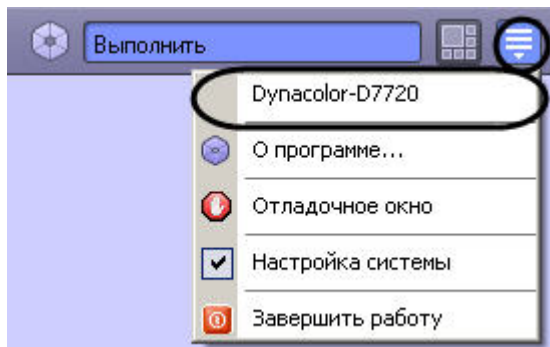 Выполнить
Dynacolor-D7720
О программе...
Отладочное окно
Настройка системы
Завершить работу